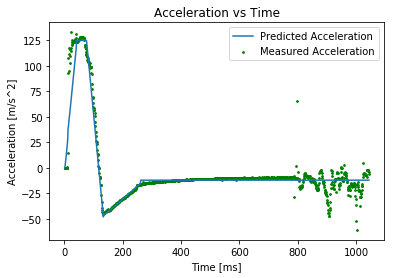 Acceleration vs Time
Predicted Acceleration
Measured Acceleration
125
100
75
50
25
0
−25
−50
Acceleration [m/s^2]
0 200 400 600 800 1000
Time [ms]